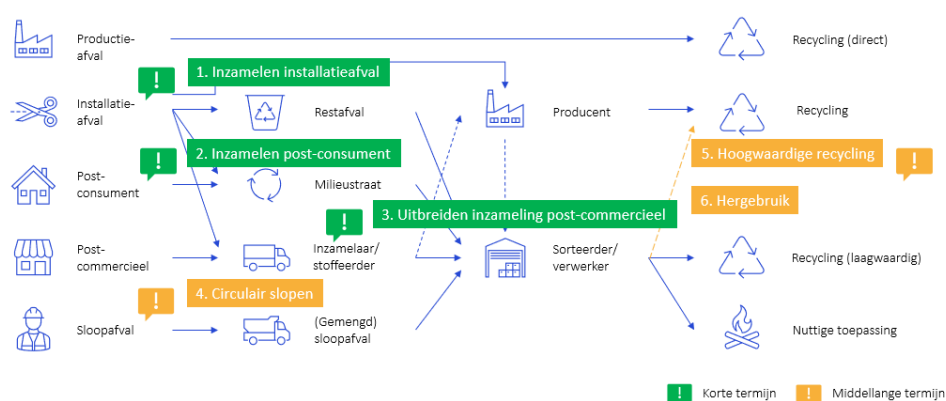 Productie-
afval
Recycling (direct)
1. Inzamelen installatieafval
Installatie-
afval
Restafval
Producent
Recycling
2. Inzamelen post-consument
5. Hoogwaardige recycling
Post-
consument
Milieustraat
6. Hergebruik
3. Uitbreiden inzameling post-commercieel
Post-
commercieel
Inzamelaar/
stoffeerder
Sorteerder/
verwerker
Recycling (laagwaardig)
4. Circulair slopen
Sloopafval
(Gemengd)
sloopafval
Nuttige toepassing
Korte termijn
Middellange termijn